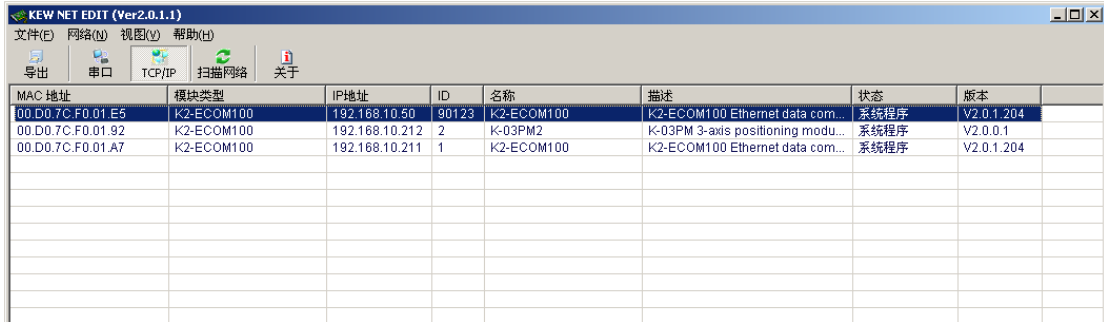 KEW NET EDIT (Ver2.0.1.1)
文件(F) 网络(N) 视图(V) 帮助(H)
导出 串口 TCP/IP 扫描网络 关于
MAC 地址 模块类型 IP地址 ID 名称 描述 状态 版本
00.D0.7C.F0.01.E5 K2-ECOM100 192.168.10.50 90123 K2-ECOM100 K2-ECOM100 Ethernet data com... 系统程序 V2.0.1.204
00.D0.7C.F0.01.92 K2-ECOM100 192.168.10.212 2 K-03PM2 K-03PM 3-axis positioning modu... 系统程序 V2.0.0.1
00.D0.7C.F0.01.A7 K2-ECOM100 192.168.10.211 1 K2-ECOM100 K2-ECOM100 Ethernet data com... 系统程序 V2.0.1.204